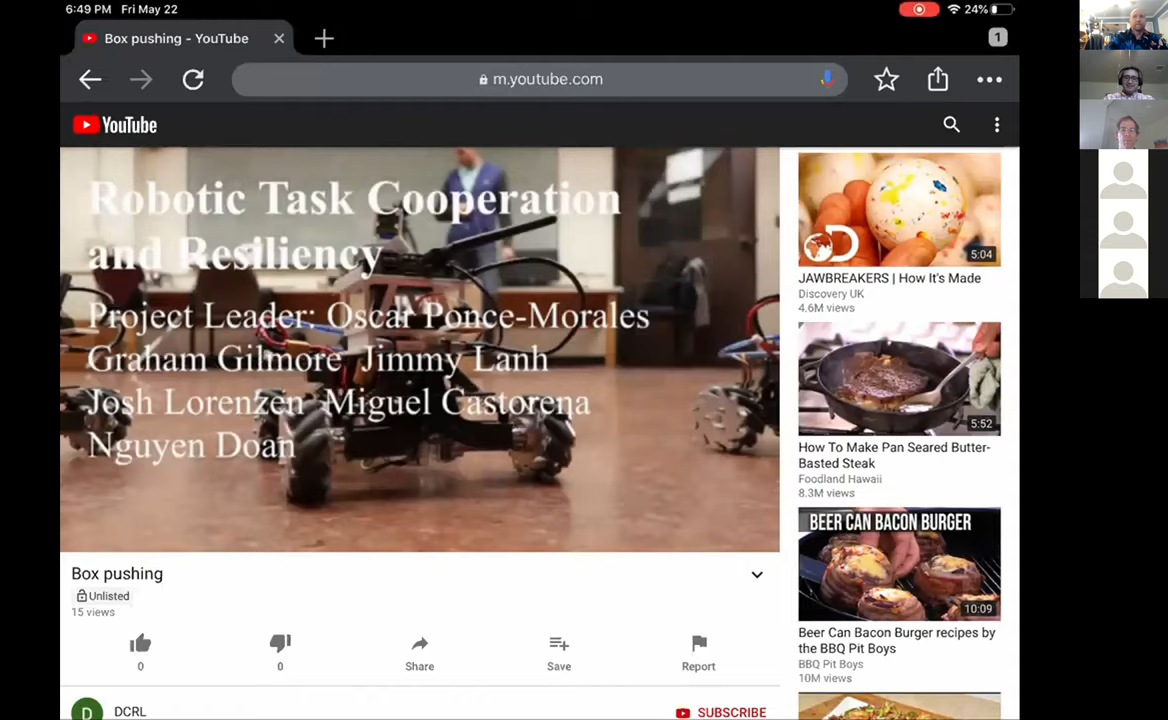 6:49 PM Fri May 22
24%
Box pushing - YouTube
1
m.youtube.com
YouTube
Robotic Task Cooperation
and Resiliency
Project Leader: Oscar Ponce-Morales
Graham Gilmore Jimmy Lanh
Josh Lorenzen Miguel Castorena
Nguyen Doan
Box pushing
Unlisted
15 views
0
0
Share
Save
Report
D
DCRL
SUBSCRIBE
5:04
JAWBREAKERS | How It's Made
Discovery UK
4.6M views
5:52
How To Make Pan Seared Butter-
Basted Steak
Foodland Hawaii
8.3M views
BEER CAN BACON BURGER
10:09
Beer Can Bacon Burger recipes by
the BBQ Pit Boys
BBQ Pit Boys
10M views